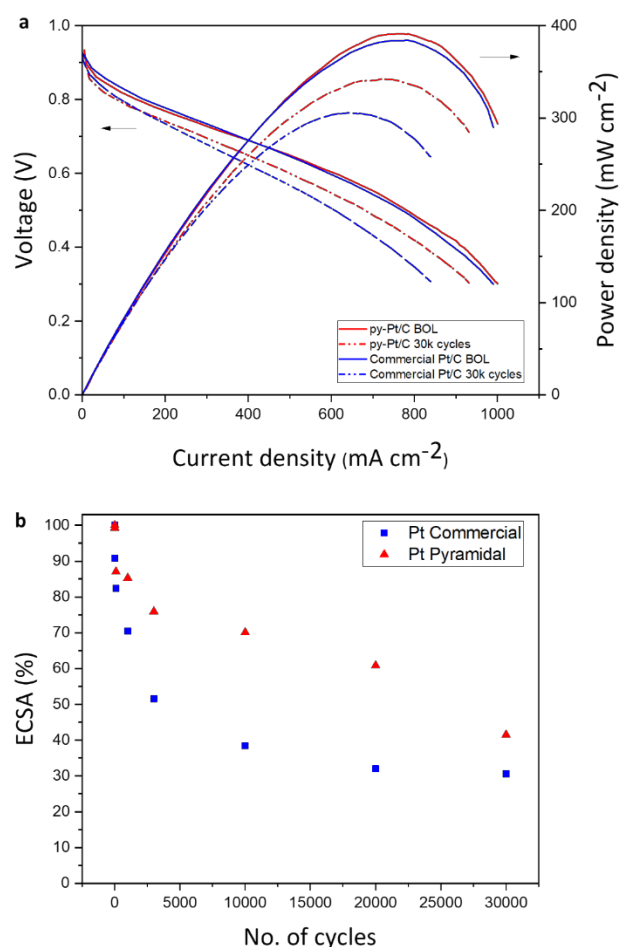 a
1.0
0.8
0.6
0.4
0.2
0.0
Voltage (V)
400
300
200
100
0
Power density (mW cm-2)
py-Pt/C BOL
py-Pt/C 30k cycles
Commercial Pt/C BOL
Commercial Pt/C 30k cycles
0 200 400 600 800 1000
Current density (mA cm-2)
b
100
90
80
70
60
50
40
30
20
10
0
ECSA (%)
Pt Commercial
Pt Pyramidal
0 5000 10000 15000 20000 25000 30000
No. of cycles